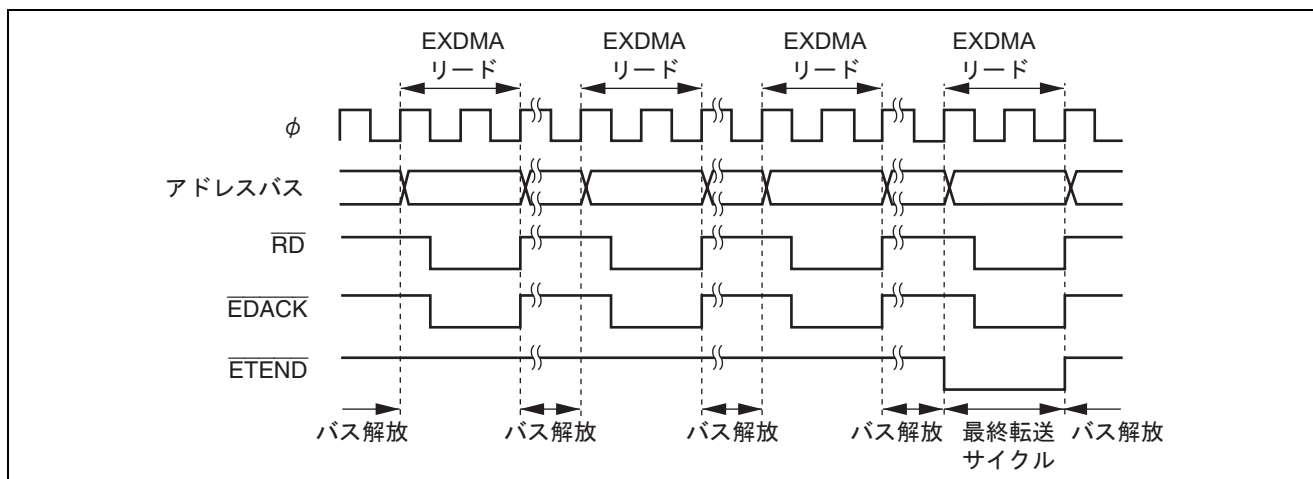 EXDMA
リード
EXDMA
リード
EXDMA
リード
EXDMA
リード
φ
アドレスバス
RD
EDACK
ETEND
バス解放
バス解放
バス解放
バス解放
最終転送
サイクル
バス解放